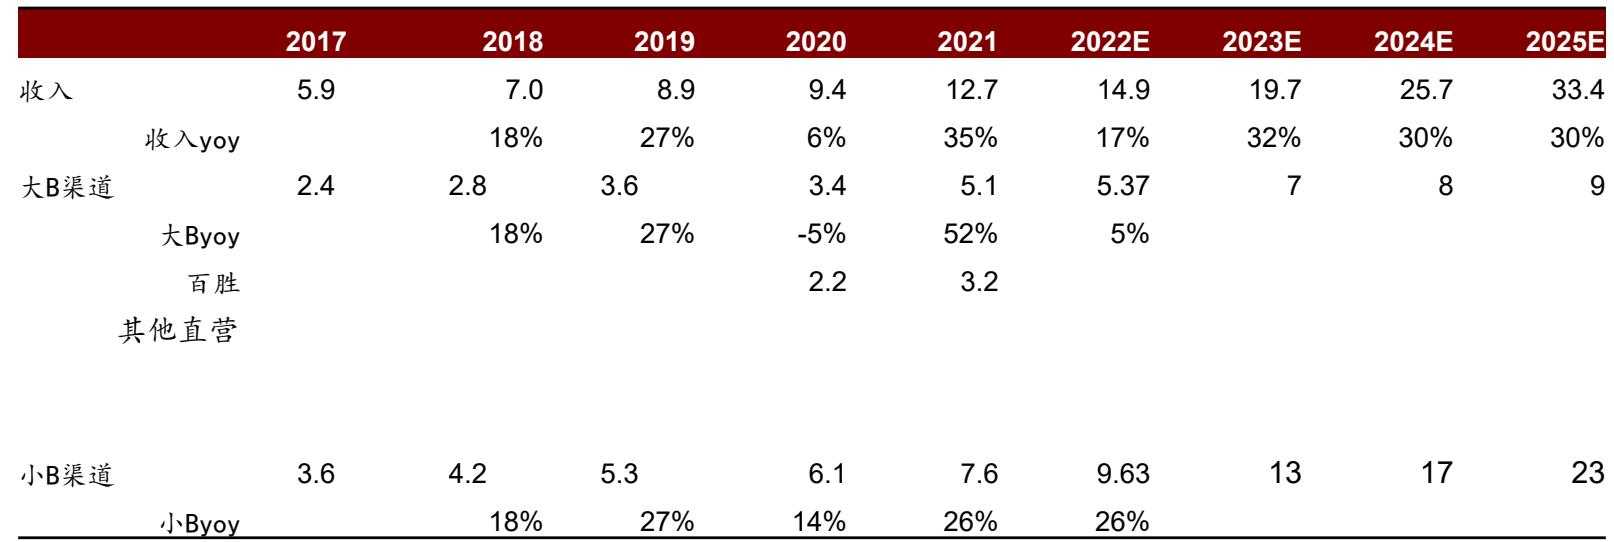 2017 2018 2019 2020 2021 2022E 2023E 2024E 2025E
收入 5.9 7.0 8.9 9.4 12.7 14.9 19.7 25.7 33.4
收入yoy 18% 27% 6% 35% 17% 32% 30% 30%
大B渠道 2.4 2.8 3.6 3.4 5.1 5.37 7 8 9
大Byoy 18% 27% -5% 52% 5%
百胜 2.2 3.2
其他直营
小B渠道 3.6 4.2 5.3 6.1 7.6 9.63 13 17 23
小Byoy 18% 27% 14% 26% 26%